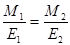 M₁/E₁ = M₂/E₂